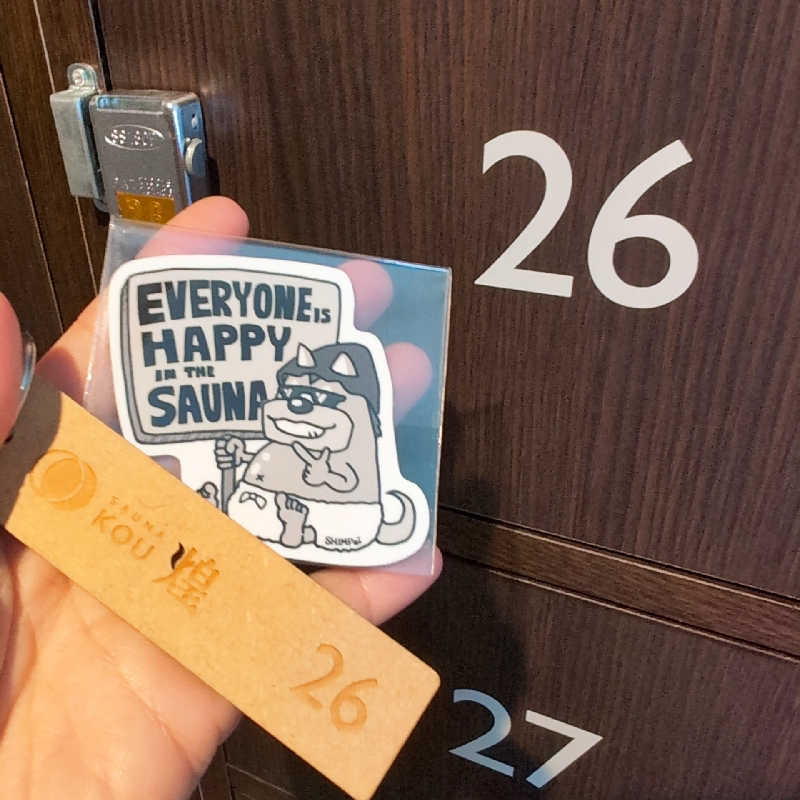 26
EVERYONE IS
HAPPY
IN THE
SAUNA
SHIMPEI
SAUNA
KOU 煌
26
27